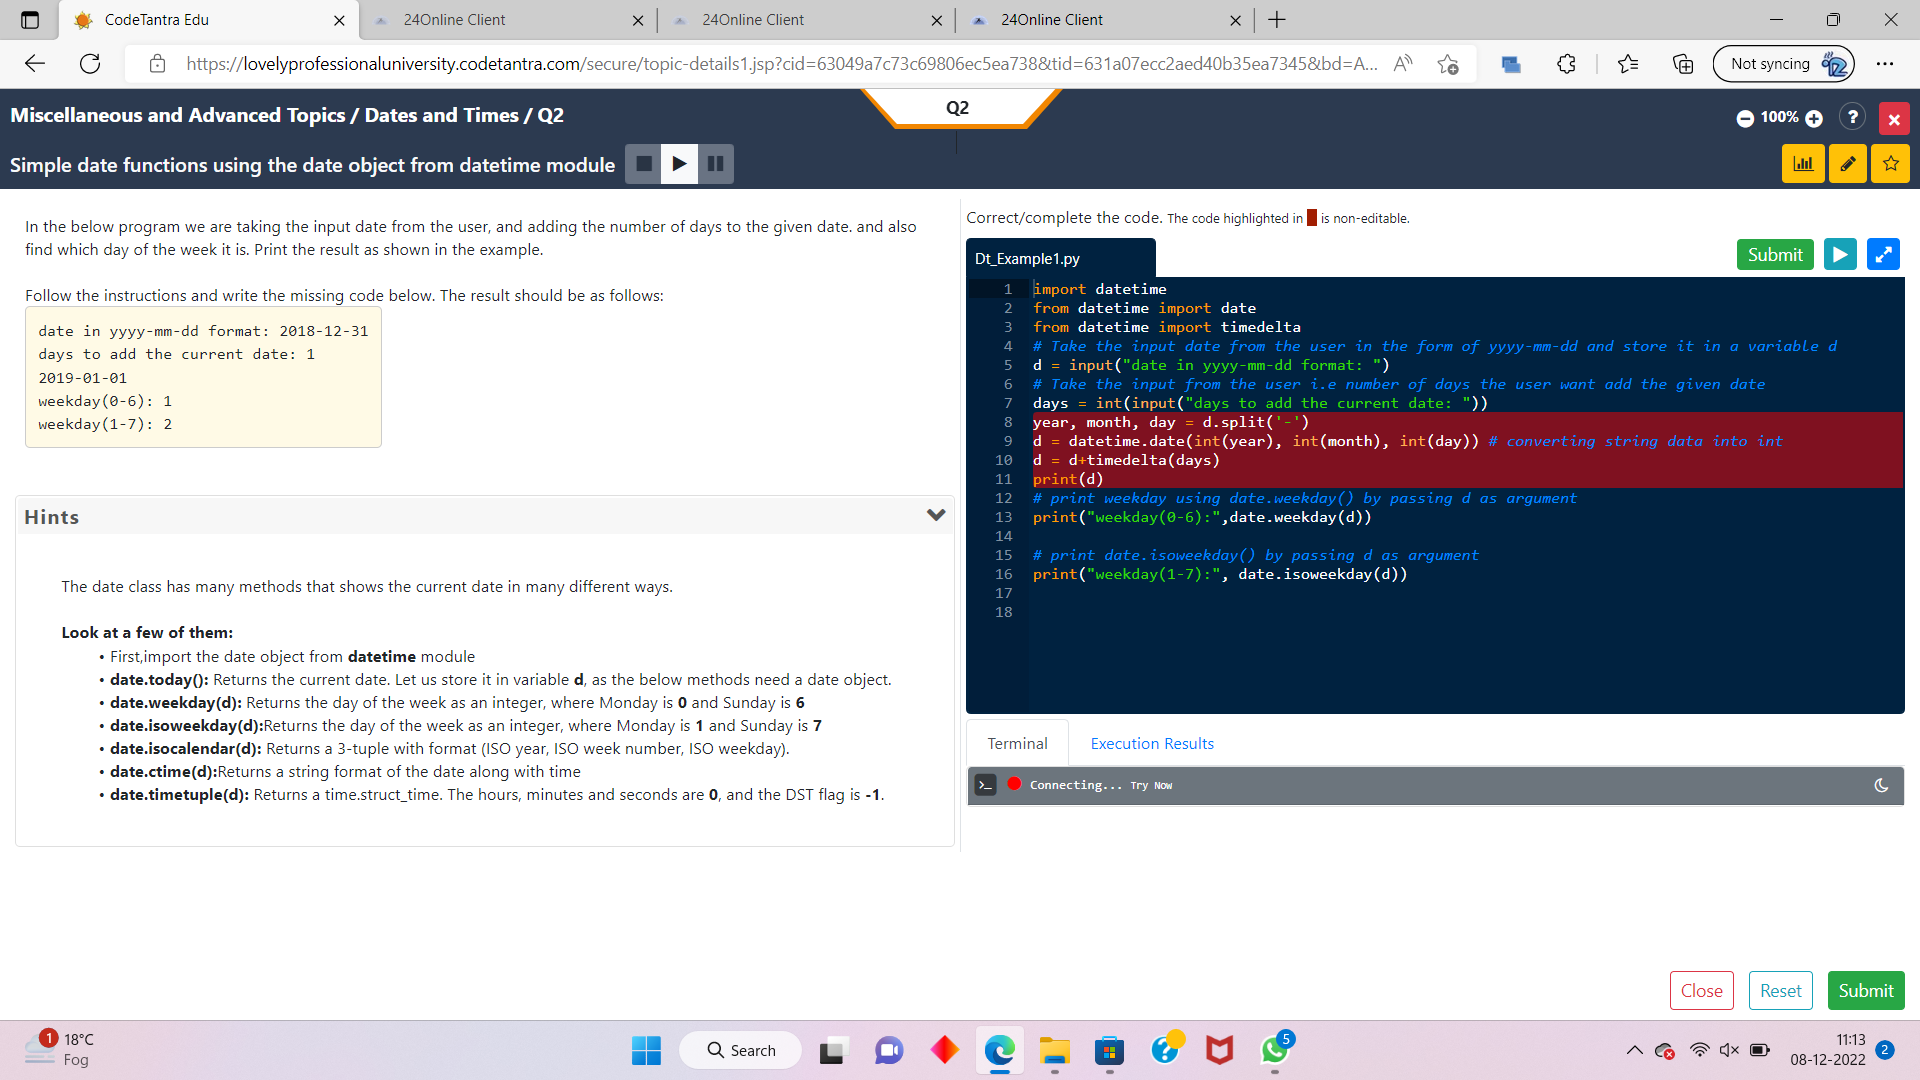 CodeTantra Edu
24Online Client
24Online Client
24Online Client
https://lovelyprofessionaluniversity.codetantra.com/secure/topic-details1.jsp?cid=63049a7c73c69806ec5ea738&tid=631a07ecc2aed40b35ea7345&bd=A...
Not syncing
Miscellaneous and Advanced Topics / Dates and Times / Q2
Q2
100%
?
Simple date functions using the date object from datetime module
In the below program we are taking the input date from the user, and adding the number of days to the given date. and also
find which day of the week it is. Print the result as shown in the example.
Follow the instructions and write the missing code below. The result should be as follows:
date in yyyy-mm-dd format: 2018-12-31
days to add the current date: 1
2019-01-01
weekday(0-6): 1
weekday(1-7): 2
Hints
The date class has many methods that shows the current date in many different ways.
Look at a few of them:
• First,import the date object from datetime module
• date.today(): Returns the current date. Let us store it in variable d, as the below methods need a date object.
• date.weekday(d): Returns the day of the week as an integer, where Monday is 0 and Sunday is 6
• date.isoweekday(d):Returns the day of the week as an integer, where Monday is 1 and Sunday is 7
• date.isocalendar(d): Returns a 3-tuple with format (ISO year, ISO week number, ISO weekday).
• date.ctime(d):Returns a string format of the date along with time
• date.timetuple(d): Returns a time.struct_time. The hours, minutes and seconds are 0, and the DST flag is -1.
Correct/complete the code. The code highlighted in is non-editable.
Dt_Example1.py
Submit
1 import datetime
2 from datetime import date
3 from datetime import timedelta
4 # Take the input date from the user in the form of yyyy-mm-dd and store it in a variable d
5 d = input("date in yyyy-mm-dd format: ")
6 # Take the input from the user i.e number of days the user want add the given date
7 days = int(input("days to add the current date: "))
8 year, month, day = d.split('-')
9 d = datetime.date(int(year), int(month), int(day)) # converting string data into int
10 d = d+timedelta(days)
11 print(d)
12 # print weekday using date.weekday() by passing d as argument
13 print("weekday(0-6):",date.weekday(d))
14
15 # print date.isoweekday() by passing d as argument
16 print("weekday(1-7):", date.isoweekday(d))
17
18
Terminal
Execution Results
Connecting... Try Now
Close
Reset
Submit
1
18°C
Fog
Search
5
11:13
08-12-2022
2